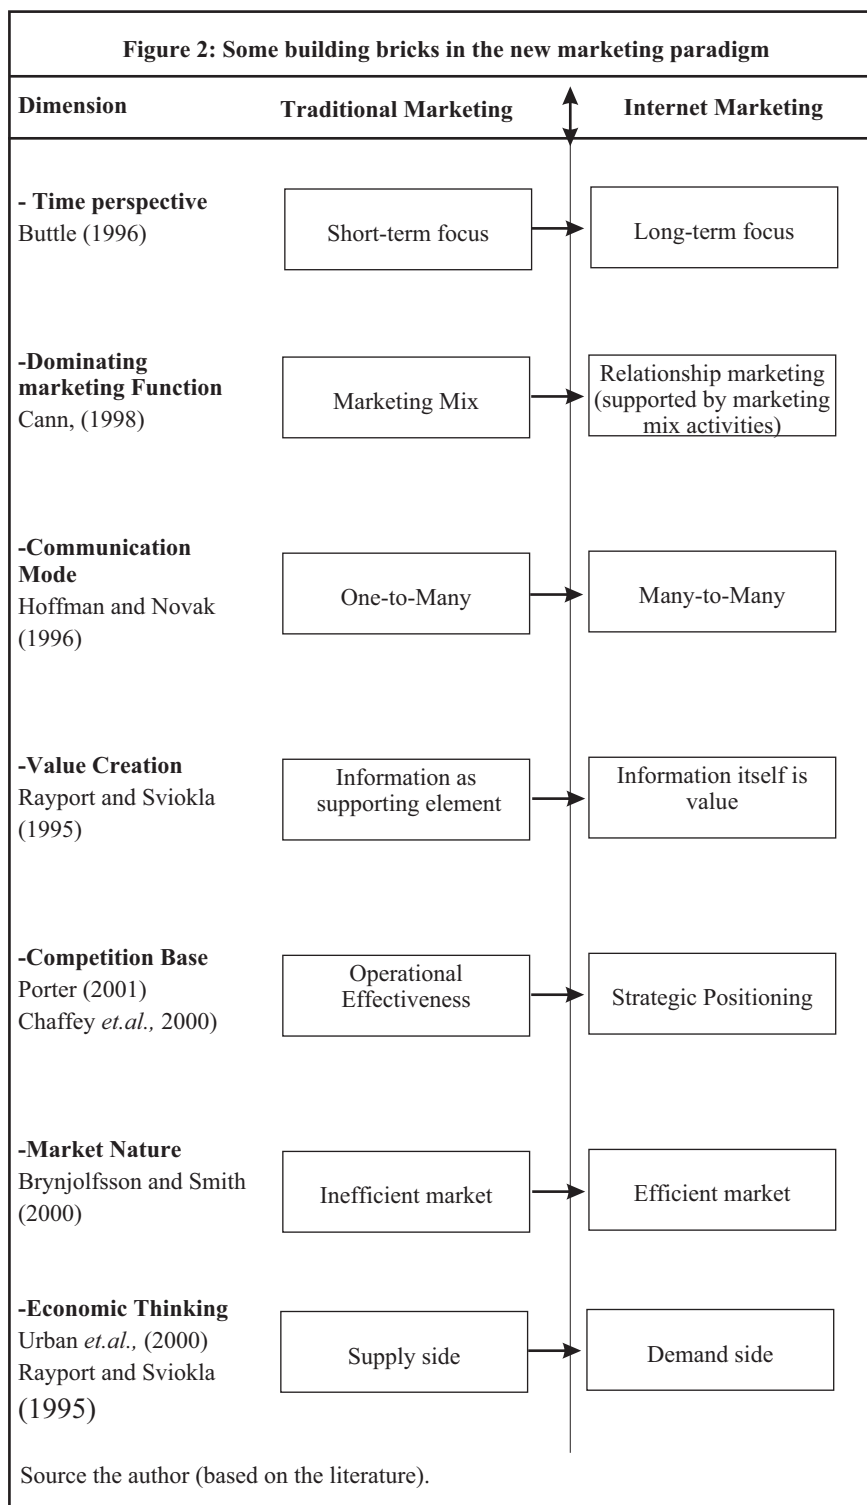 Figure 2: Some building bricks in the new marketing paradigm
Dimension
Traditional Marketing
Internet Marketing
- Time perspective
Buttle (1996)
Short-term focus
Long-term focus
-Dominating
marketing Function
Cann, (1998)
Marketing Mix
Relationship marketing
(supported by marketing
mix activities)
-Communication
Mode
Hoffman and Novak
(1996)
One-to-Many
Many-to-Many
-Value Creation
Rayport and Sviokla
(1995)
Information as
supporting element
Information itself is
value
-Competition Base
Porter (2001)
Chaffey et.al., 2000)
Operational
Effectiveness
Strategic Positioning
-Market Nature
Brynjolfsson and Smith
(2000)
Inefficient market
Efficient market
-Economic Thinking
Urban et.al., (2000)
Rayport and Sviokla
(1995)
Supply side
Demand side
Source the author (based on the literature).